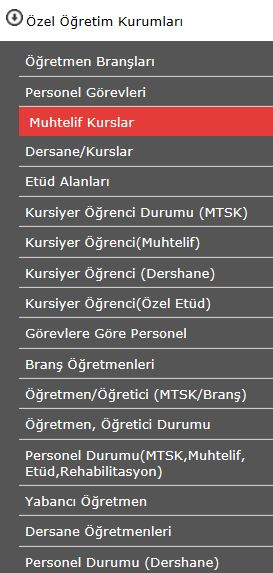 Özel Öğretim Kurumları
Öğretmen Branşları
Personel Görevleri
Muhtelif Kurslar
Dersane/Kurslar
Etüd Alanları
Kursiyer Öğrenci Durumu (MTSK)
Kursiyer Öğrenci(Muhtelif)
Kursiyer Öğrenci (Dershane)
Kursiyer Öğrenci(Özel Etüd)
Görevlere Göre Personel
Branş Öğretmenleri
Öğretmen/Öğretici (MTSK/Branş)
Öğretmen, Öğretici Durumu
Personel Durumu(MTSK,Muhtelif,
Etüd,Rehabilitasyon)
Yabancı Öğretmen
Dersane Öğretmenleri
Personel Durumu (Dershane)